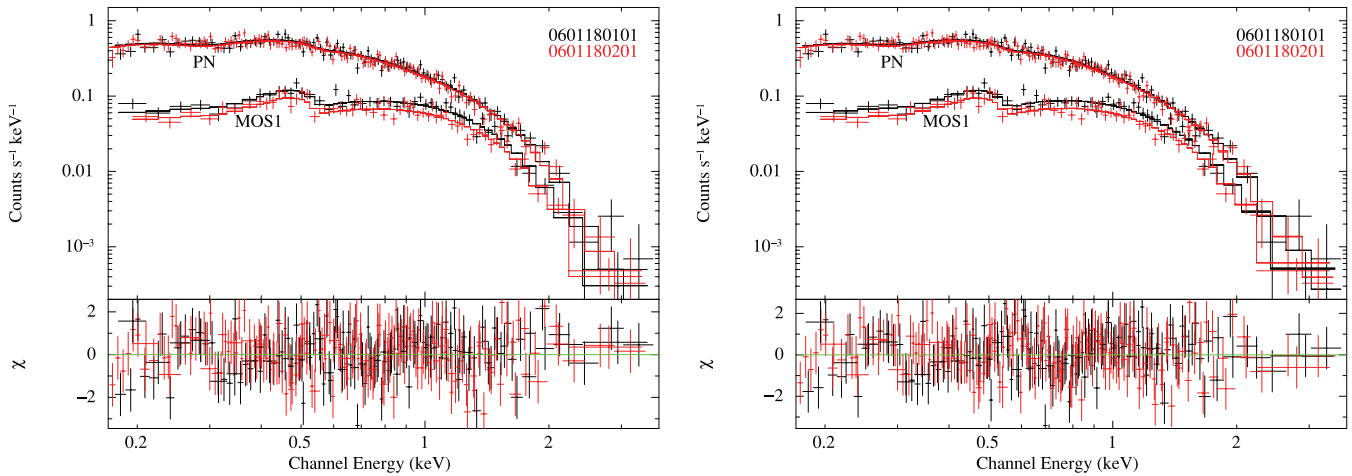 1
0.1
0.01
10⁻³
Counts s⁻¹ keV⁻¹
0601180101
0601180201
PN
MOS1
2
0
−2
χ
0.2
0.5
1
2
Channel Energy (keV)
1
0.1
0.01
10⁻³
Counts s⁻¹ keV⁻¹
0601180101
0601180201
PN
MOS1
2
0
−2
χ
0.2
0.5
1
2
Channel Energy (keV)